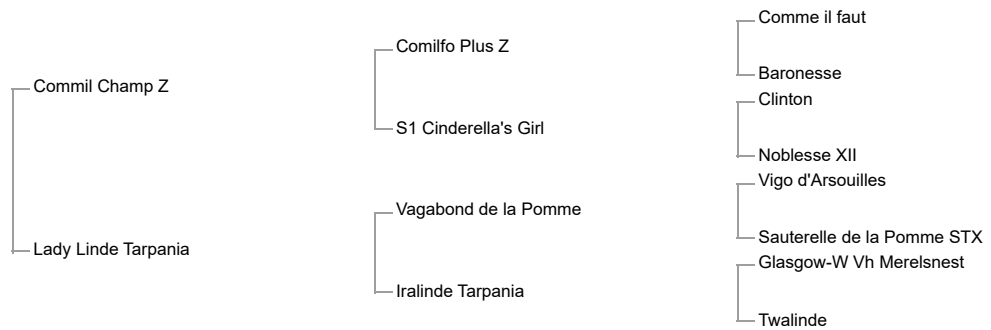 Comme il faut
Comilfo Plus Z
Baronesse
Commil Champ Z
Clinton
S1 Cinderella's Girl
Noblesse XII
Vigo d'Arsouilles
Vagabond de la Pomme
Sauterelle de la Pomme STX
Lady Linde Tarpania
Glasgow-W Vh Merelsnest
Iralinde Tarpania
Twalinde